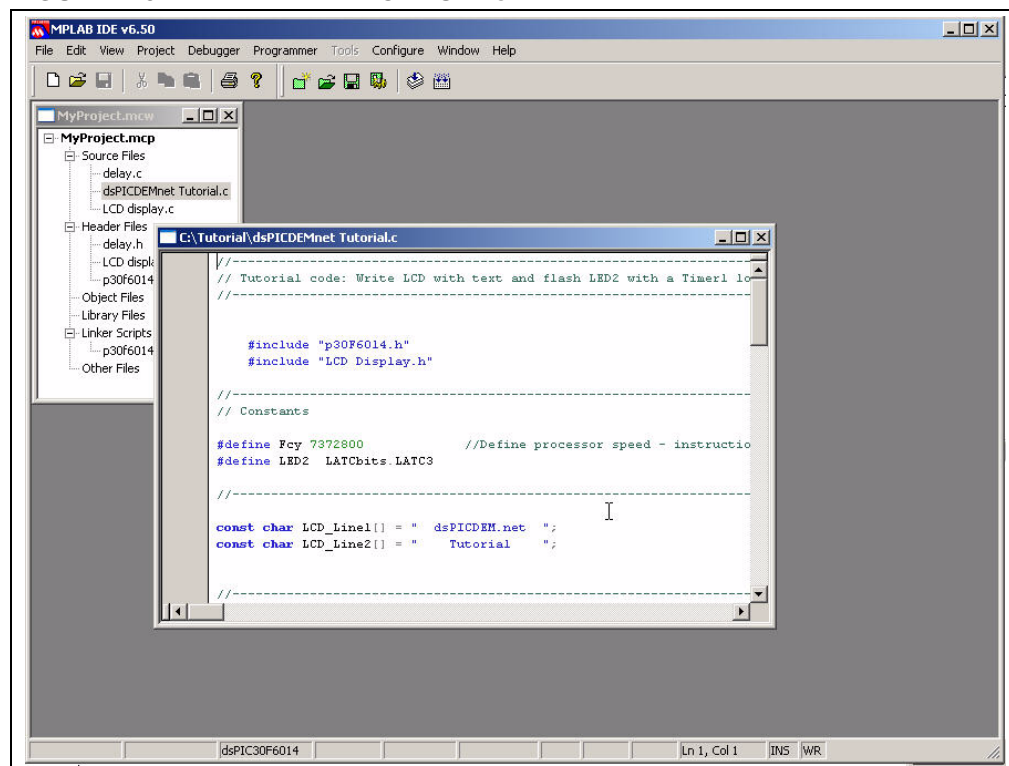 MPLAB IDE v6.50
File Edit View Project Debugger Programmer Tools Configure Window Help
MyProject.mcw
MyProject.mcp
Source Files
delay.c
dsPICDEMnet Tutorial.c
LCD display.c
Header Files
delay.h
LCD displ
p30f6014
Object Files
Library Files
Linker Scripts
p30f6014
Other Files
C:\Tutorial\dsPICDEMnet Tutorial.c
//-----------------------------------------------------------------
// Tutorial code: Write LCD with text and flash LED2 with a Timer1 lo
//-----------------------------------------------------------------
#include "p30F6014.h"
#include "LCD Display.h"
//-----------------------------------------------------------------
// Constants
#define Fcy 7372800 //Define processor speed - instructio
#define LED2 LATCbits.LATC3
//-----------------------------------------------------------------
const char LCD_Line1[] = "  dsPICDEM.net  ";
const char LCD_Line2[] = "    Tutorial    ";
//-----------------------------------------------------------------
dsPIC30F6014 Ln 1, Col 1 INS WR